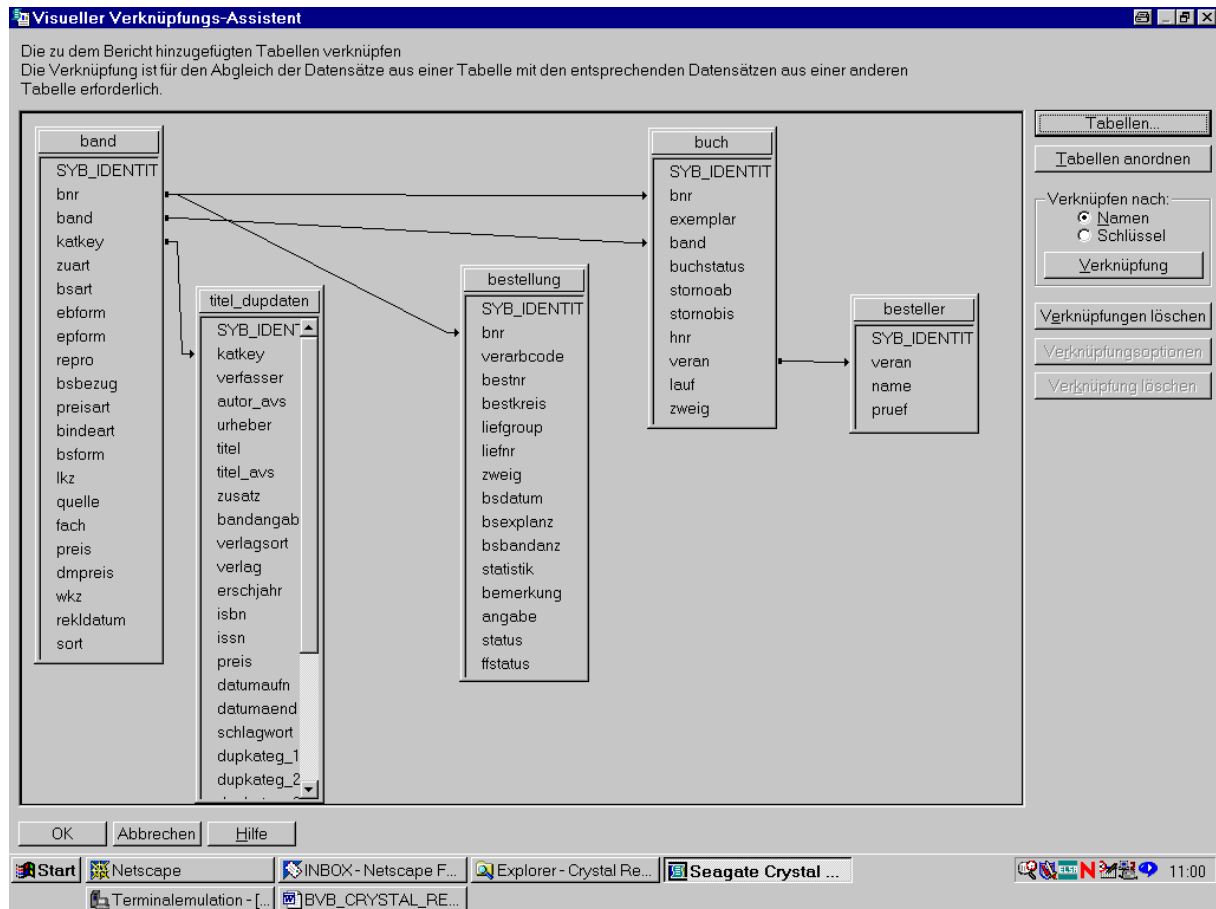 Visueller Verknüpfungs-Assistent
Die zu dem Bericht hinzugefügten Tabellen verknüpfen
Die Verknüpfung ist für den Abgleich der Datensätze aus einer Tabelle mit den entsprechenden Datensätzen aus einer anderen
Tabelle erforderlich.
band
SYB_IDENTIT
bnr
band
katkey
zuart
bsart
ebform
epform
repro
bsbezug
preisart
bindeart
bsform
lkz
quelle
fach
preis
dmpreis
wkz
rekldatum
sort
titel_dupdaten
SYB_IDENT
katkey
verfasser
autor_avs
urheber
titel
titel_avs
zusatz
bandangab
verlagsort
verlag
erschjahr
isbn
issn
preis
datumaufn
datumaend
schlagwort
dupkateg_1
dupkateg_2
bestellung
SYB_IDENTIT
bnr
verarbcode
bestnr
bestkreis
liefgroup
liefnr
zweig
bsdatum
bsexplanz
bsbandanz
statistik
bemerkung
angabe
status
ffstatus
buch
SYB_IDENTIT
bnr
exemplar
band
buchstatus
stornoab
stornobis
hnr
veran
lauf
zweig
besteller
SYB_IDENTIT
veran
name
pruef
Tabellen...
Tabellen anordnen
Verknüpfen nach:
Namen
Schlüssel
Verknüpfung
Verknüpfungen löschen
Verknüpfungsoptionen
Verknüpfung löschen
OK
Abbrechen
Hilfe
Start
Netscape
INBOX - Netscape F...
Explorer - Crystal Re...
Seagate Crystal ...
11:00
Terminalemulation - [...
BVB_CRYSTAL_RE...